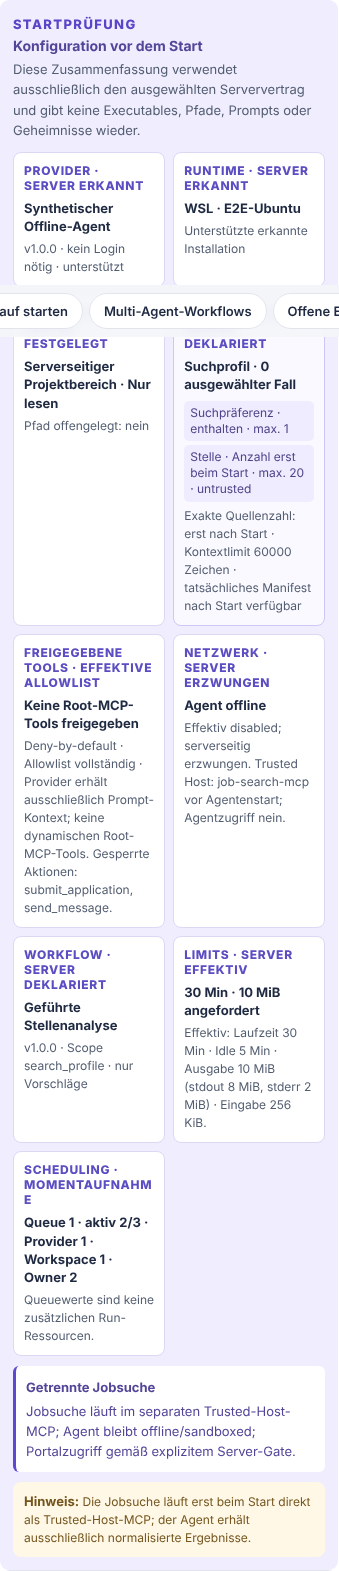 STARTPRÜFUNG
Konfiguration vor dem Start
Diese Zusammenfassung verwendet
ausschließlich den ausgewählten Serververtrag
und gibt keine Executables, Pfade, Prompts oder
Geheimnisse wieder.
PROVIDER ·
SERVER ERKANNT
Synthetischer
Offline-Agent
v1.0.0 · kein Login
nötig · unterstützt
RUNTIME · SERVER
ERKANNT
WSL · E2E-Ubuntu
Unterstützte erkannte
Installation
auf starten
Multi-Agent-Workflows
Offene
FESTGELEGT
Serverseitiger
Projektbereich · Nur
lesen
Pfad offengelegt: nein
DEKLARIERT
Suchprofil · 0
ausgewählter Fall
Suchpräferenz ·
enthalten · max. 1
Stelle · Anzahl erst
beim Start · max. 20
· untrusted
Exakte Quellenzahl:
erst nach Start ·
Kontextlimit 60000
Zeichen ·
tatsächliches Manifest
nach Start verfügbar
FREIGEGEBENE
TOOLS · EFFEKTIVE
ALLOWLIST
Keine Root-MCP-
Tools freigegeben
Deny-by-default ·
Allowlist vollständig ·
Provider erhält
ausschließlich Prompt-
Kontext; keine
dynamischen Root-
MCP-Tools. Gesperrte
Aktionen:
submit_application,
send_message.
NETZWERK ·
SERVER
ERZWUNGEN
Agent offline
Effektiv disabled;
serverseitig
erzwungen. Trusted
Host: job-search-mcp
vor Agentenstart;
Agentzugriff nein.
WORKFLOW ·
SERVER
DEKLARIERT
Geführte
Stellenanalyse
v1.0.0 · Scope
search_profile · nur
Vorschläge
LIMITS · SERVER
EFFEKTIV
30 Min · 10 MiB
angefordert
Effektiv: Laufzeit 30
Min · Idle 5 Min ·
Ausgabe 10 MiB
(stdout 8 MiB, stderr 2
MiB) · Eingabe 256
KiB.
SCHEDULING ·
MOMENTAUFNAHM
E
Queue 1 · aktiv 2/3 ·
Provider 1 ·
Workspace 1 ·
Owner 2
Queuewerte sind keine
zusätzlichen Run-
Ressourcen.
Getrennte Jobsuche
Jobsuche läuft im separaten Trusted-Host-
MCP; Agent bleibt offline/sandboxed;
Portalzugriff gemäß explizitem Server-Gate.
Hinweis: Die Jobsuche läuft erst beim Start direkt
als Trusted-Host-MCP; der Agent erhält
ausschließlich normalisierte Ergebnisse.